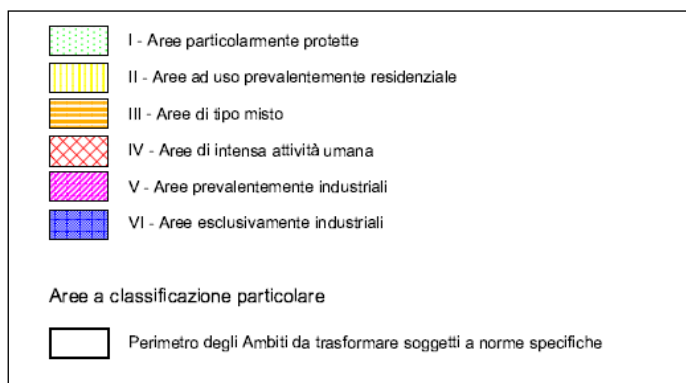 I - Aree particolarmente protette
II - Aree ad uso prevalentemente residenziale
III - Aree di tipo misto
IV - Aree di intensa attività umana
V - Aree prevalentemente industriali
VI - Aree esclusivamente industriali
Aree a classificazione particolare
Perimetro degli Ambiti da trasformare soggetti a norme specifiche